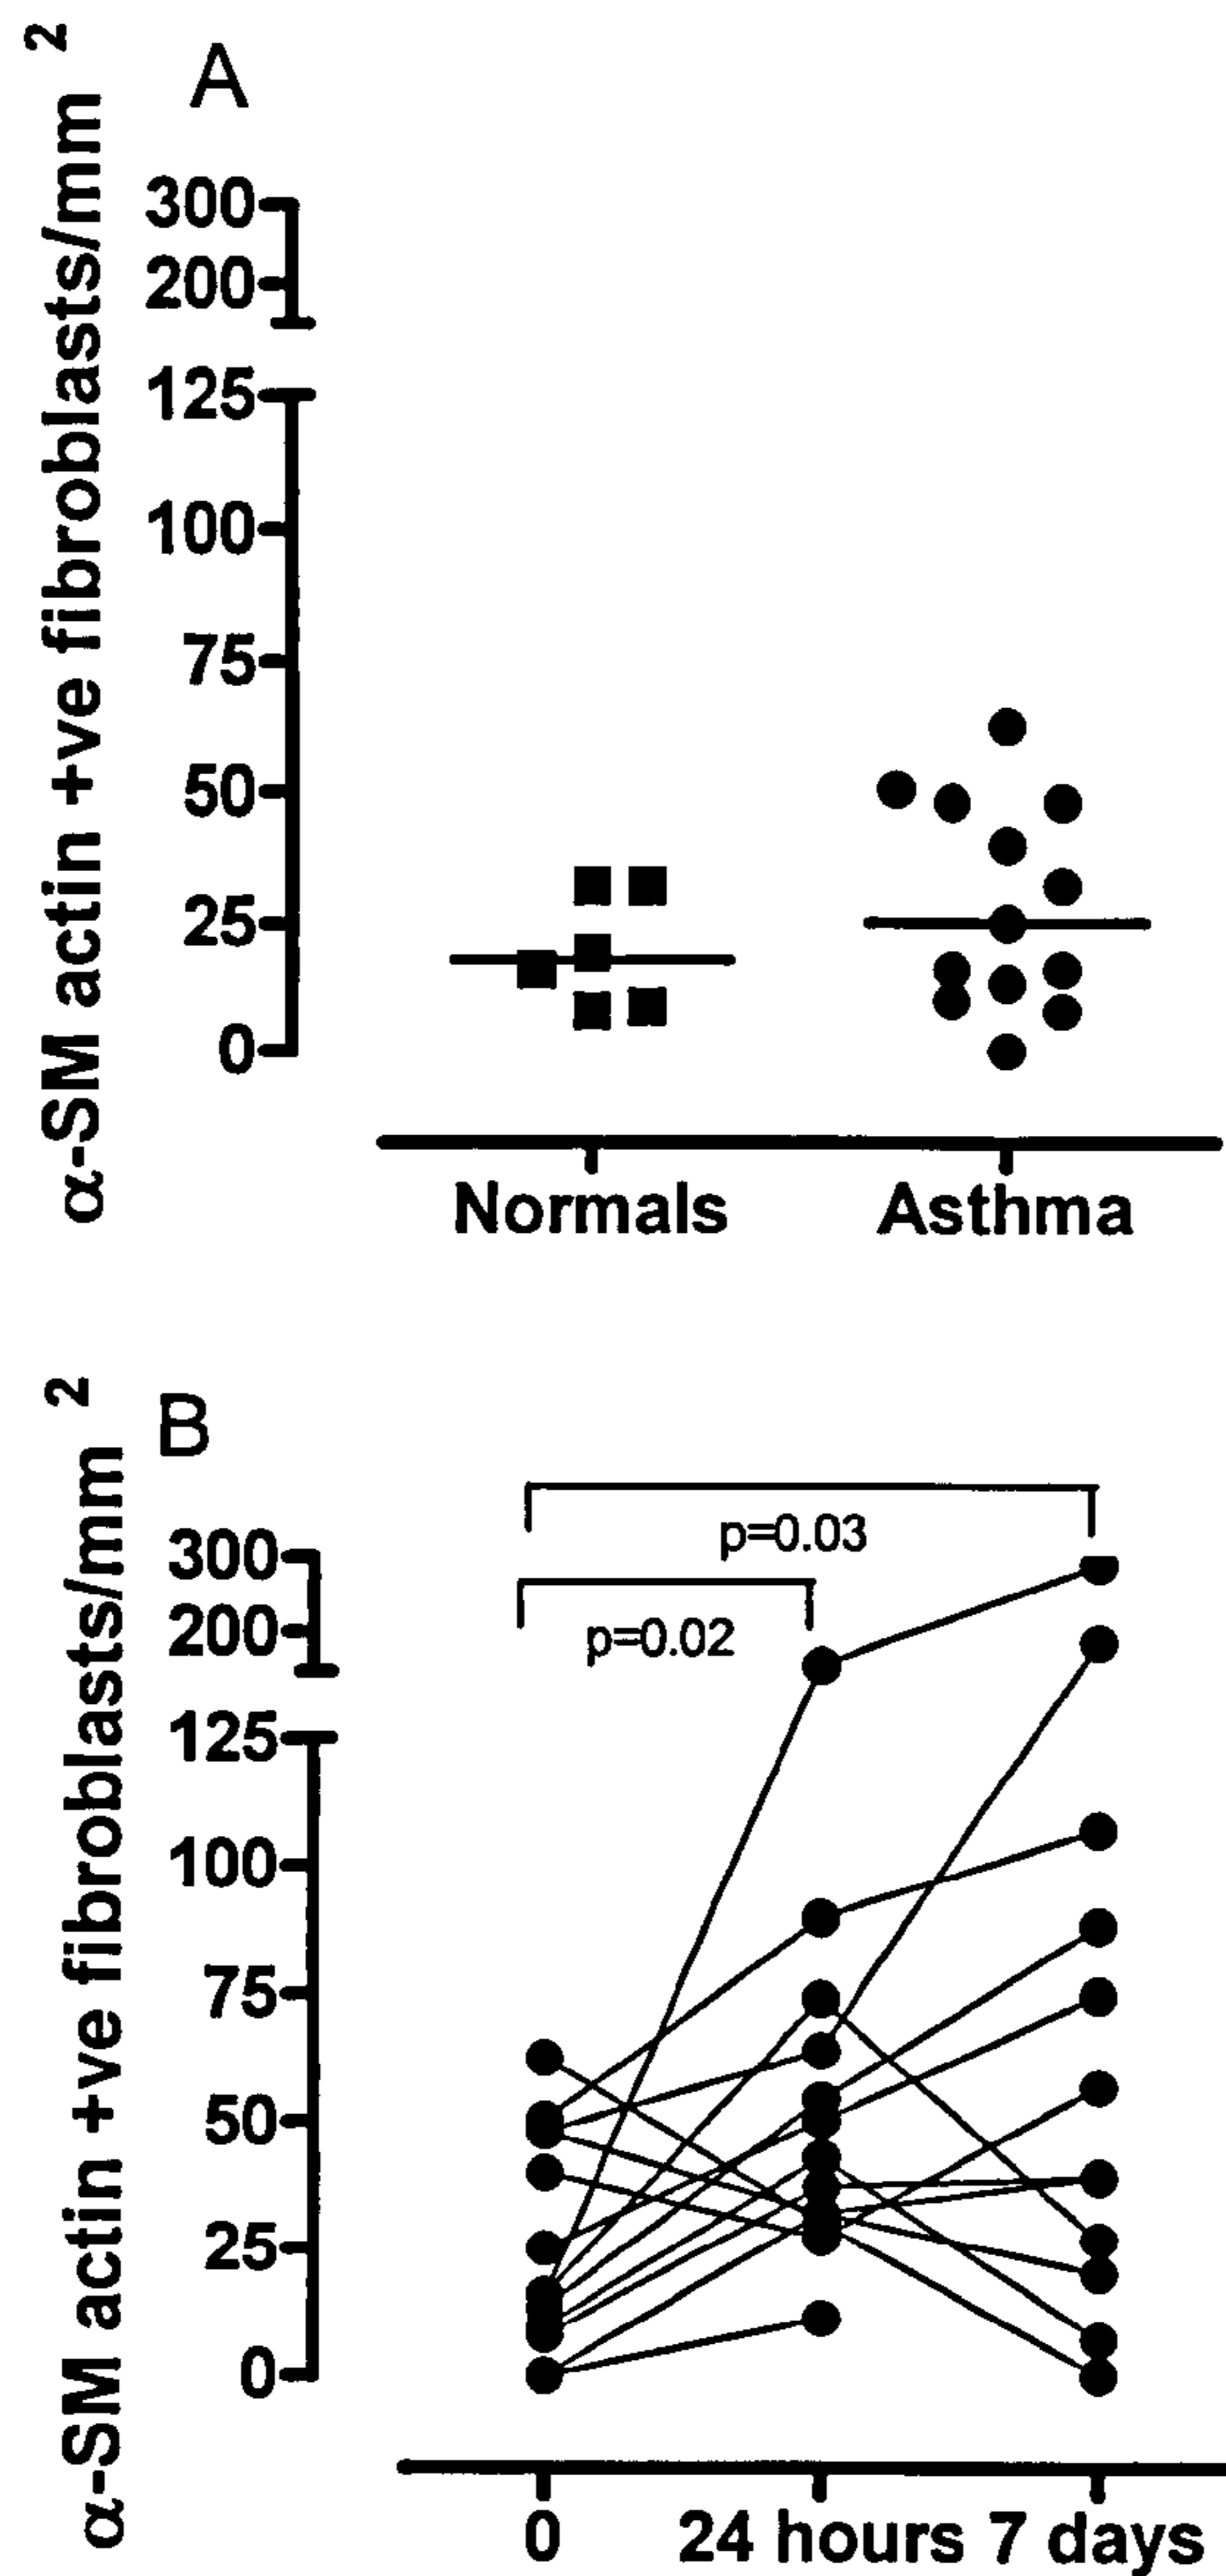 A
α-SM actin +ve fibroblasts/mm 2
300
200
125
100
75
50
25
0
Normals Asthma
B
α-SM actin +ve fibroblasts/mm 2
300
200
125
100
75
50
25
0
p=0.03
p=0.02
0 24 hours 7 days